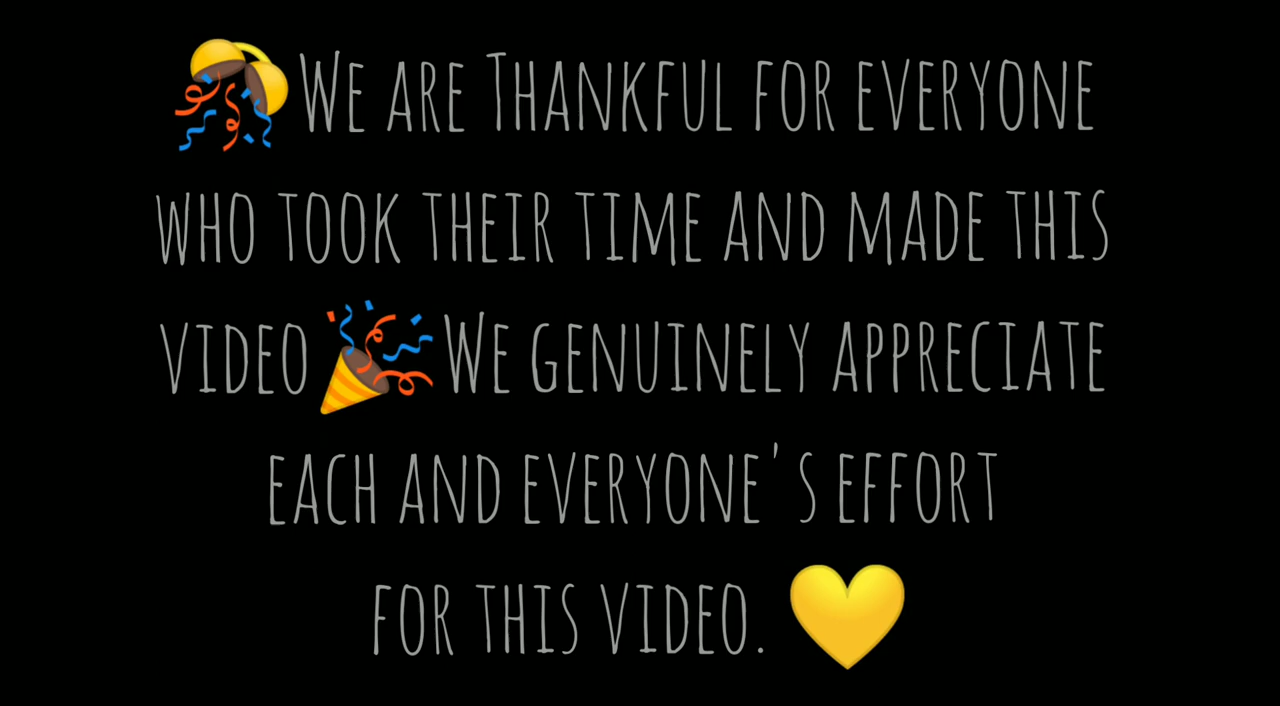 🎊We are Thankful for everyone
who took their time and made this
video🎉We genuinely appreciate
each and everyone's effort
for this video. 💛